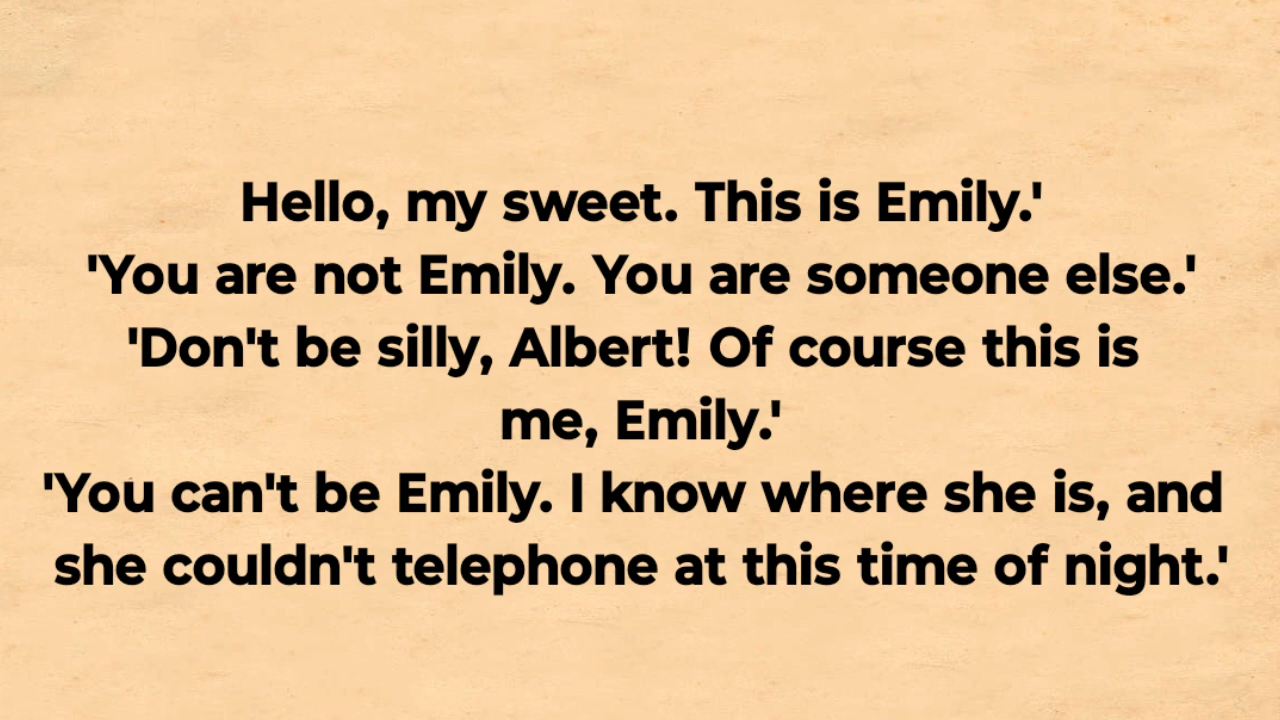 Hello, my sweet. This is Emily.'
'You are not Emily. You are someone else.'
'Don't be silly, Albert! Of course this is
me, Emily.'
'You can't be Emily. I know where she is, and
she couldn't telephone at this time of night.'